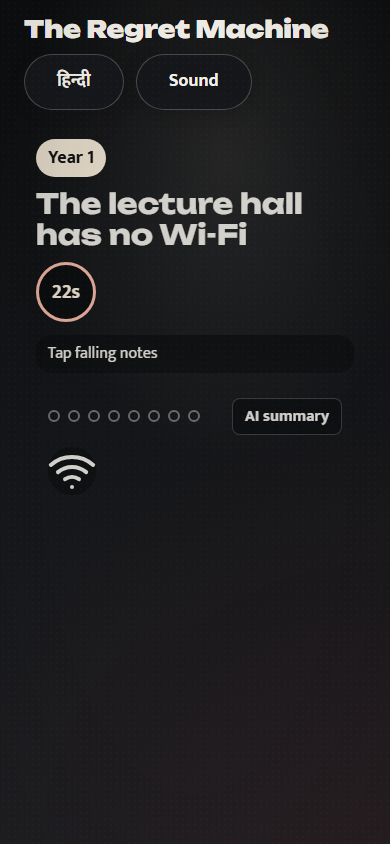 The Regret Machine
हिन्दी
Sound
Year 1
The lecture hall
has no Wi-Fi
22s
Tap falling notes
AI summary